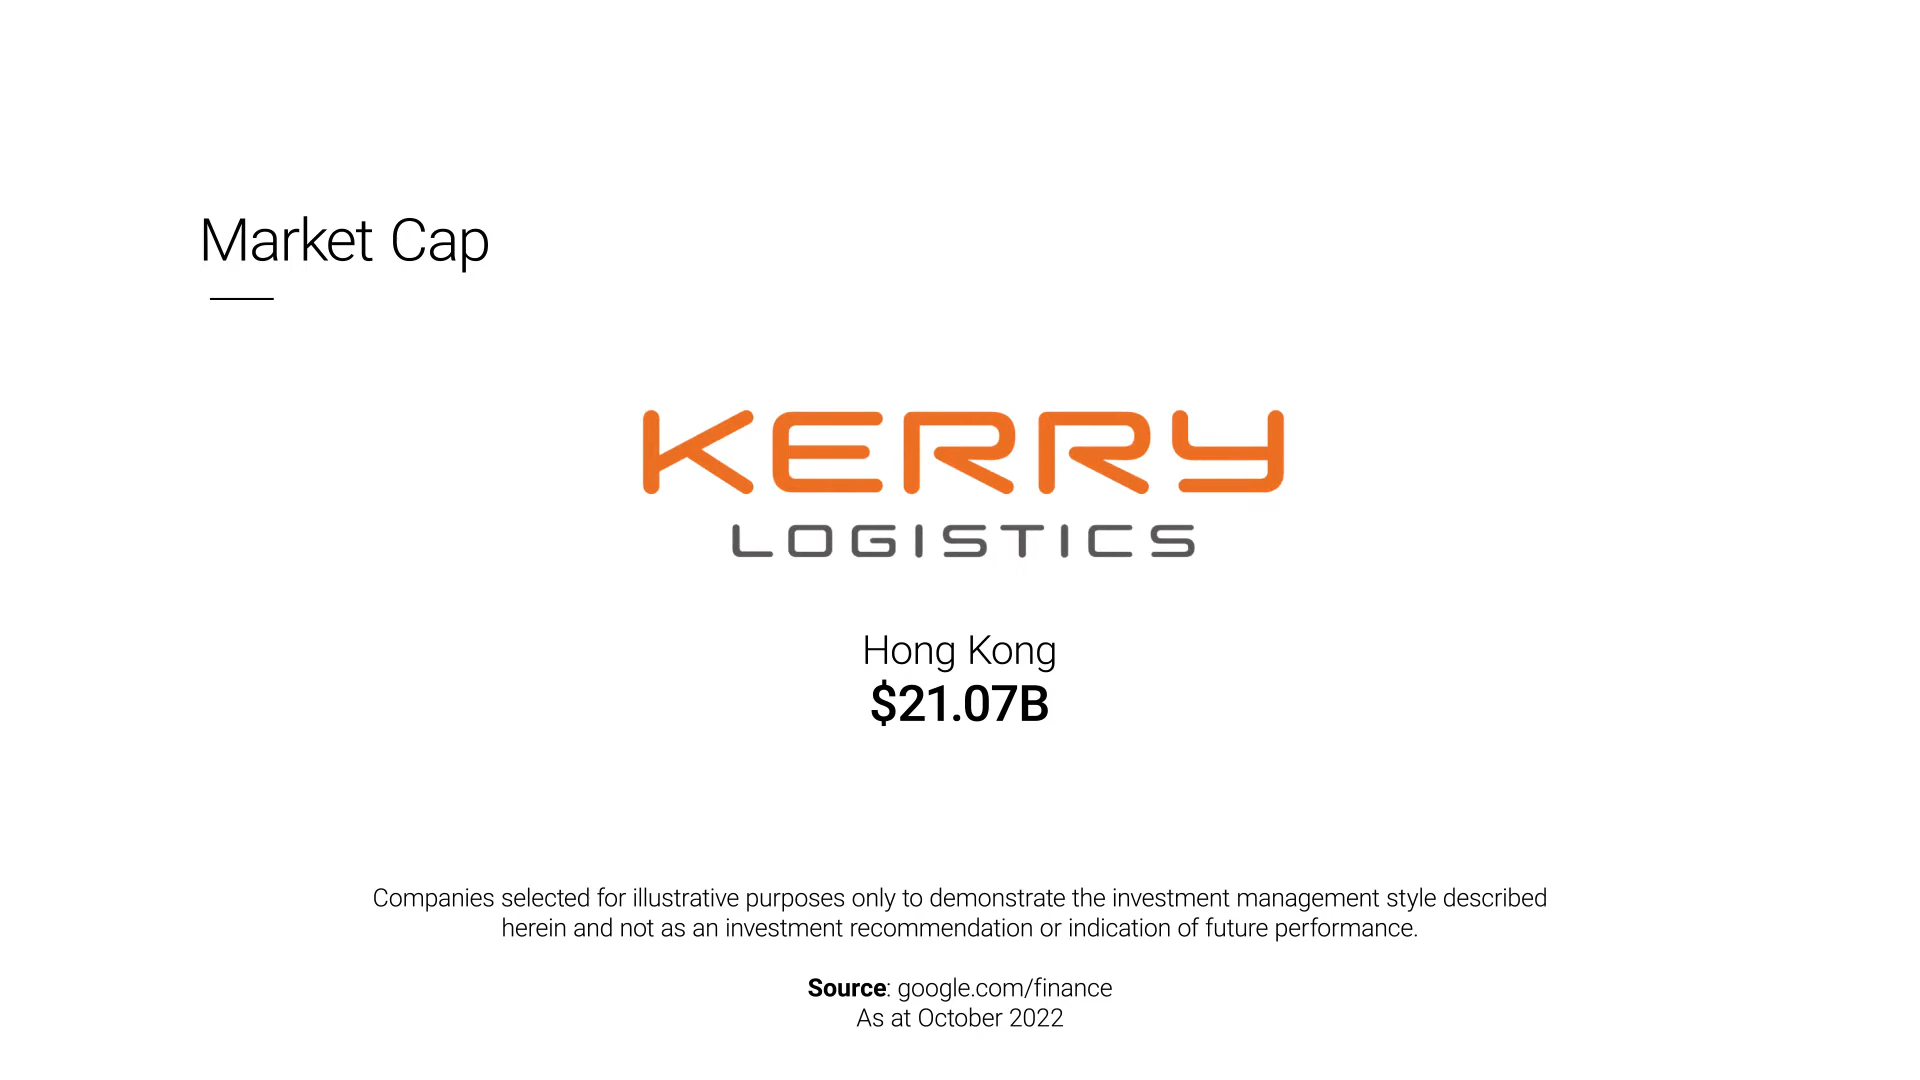 Market Cap
KERRY
LOGISTICS
Hong Kong
$21.07B
Companies selected for illustrative purposes only to demonstrate the investment management style described
herein and not as an investment recommendation or indication of future performance.
Source: google.com/finance
As at October 2022